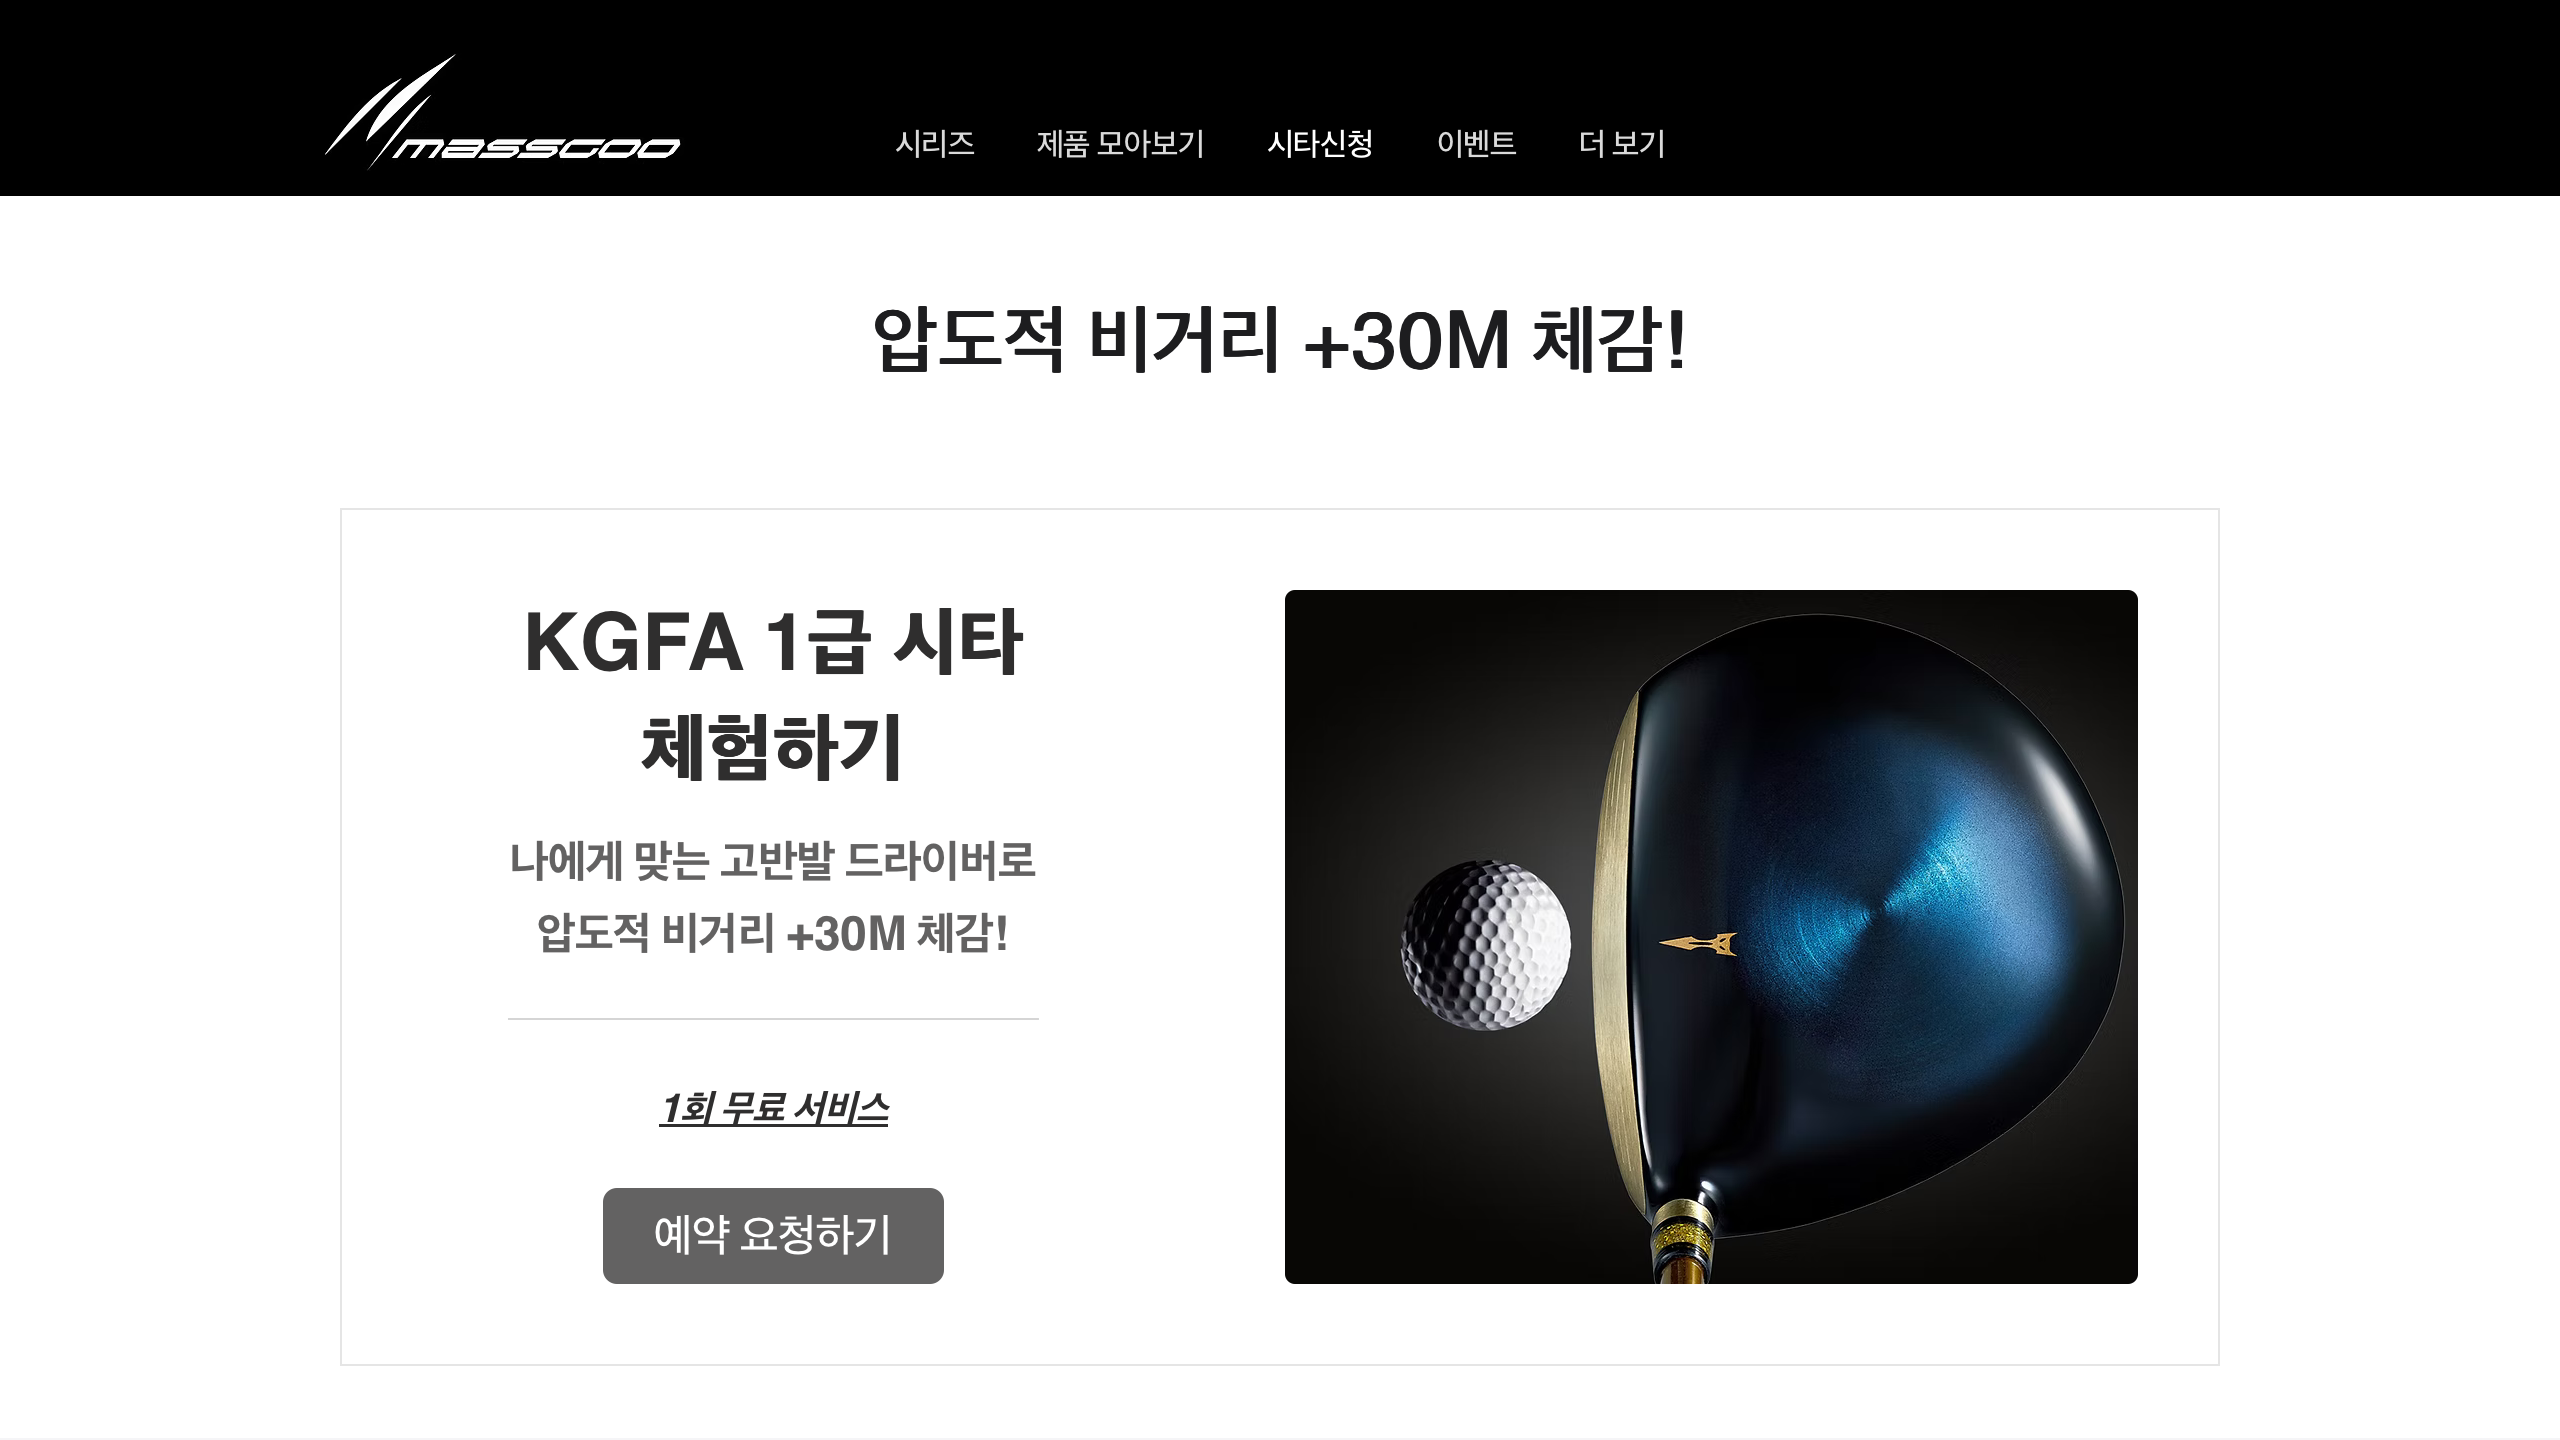 masscoo
시리즈
제품 모아보기
시타신청
이벤트
더 보기
압도적 비거리 +30M 체감!
KGFA 1급 시타
체험하기
나에게 맞는 고반발 드라이버로
압도적 비거리 +30M 체감!
1회 무료 서비스
예약 요청하기